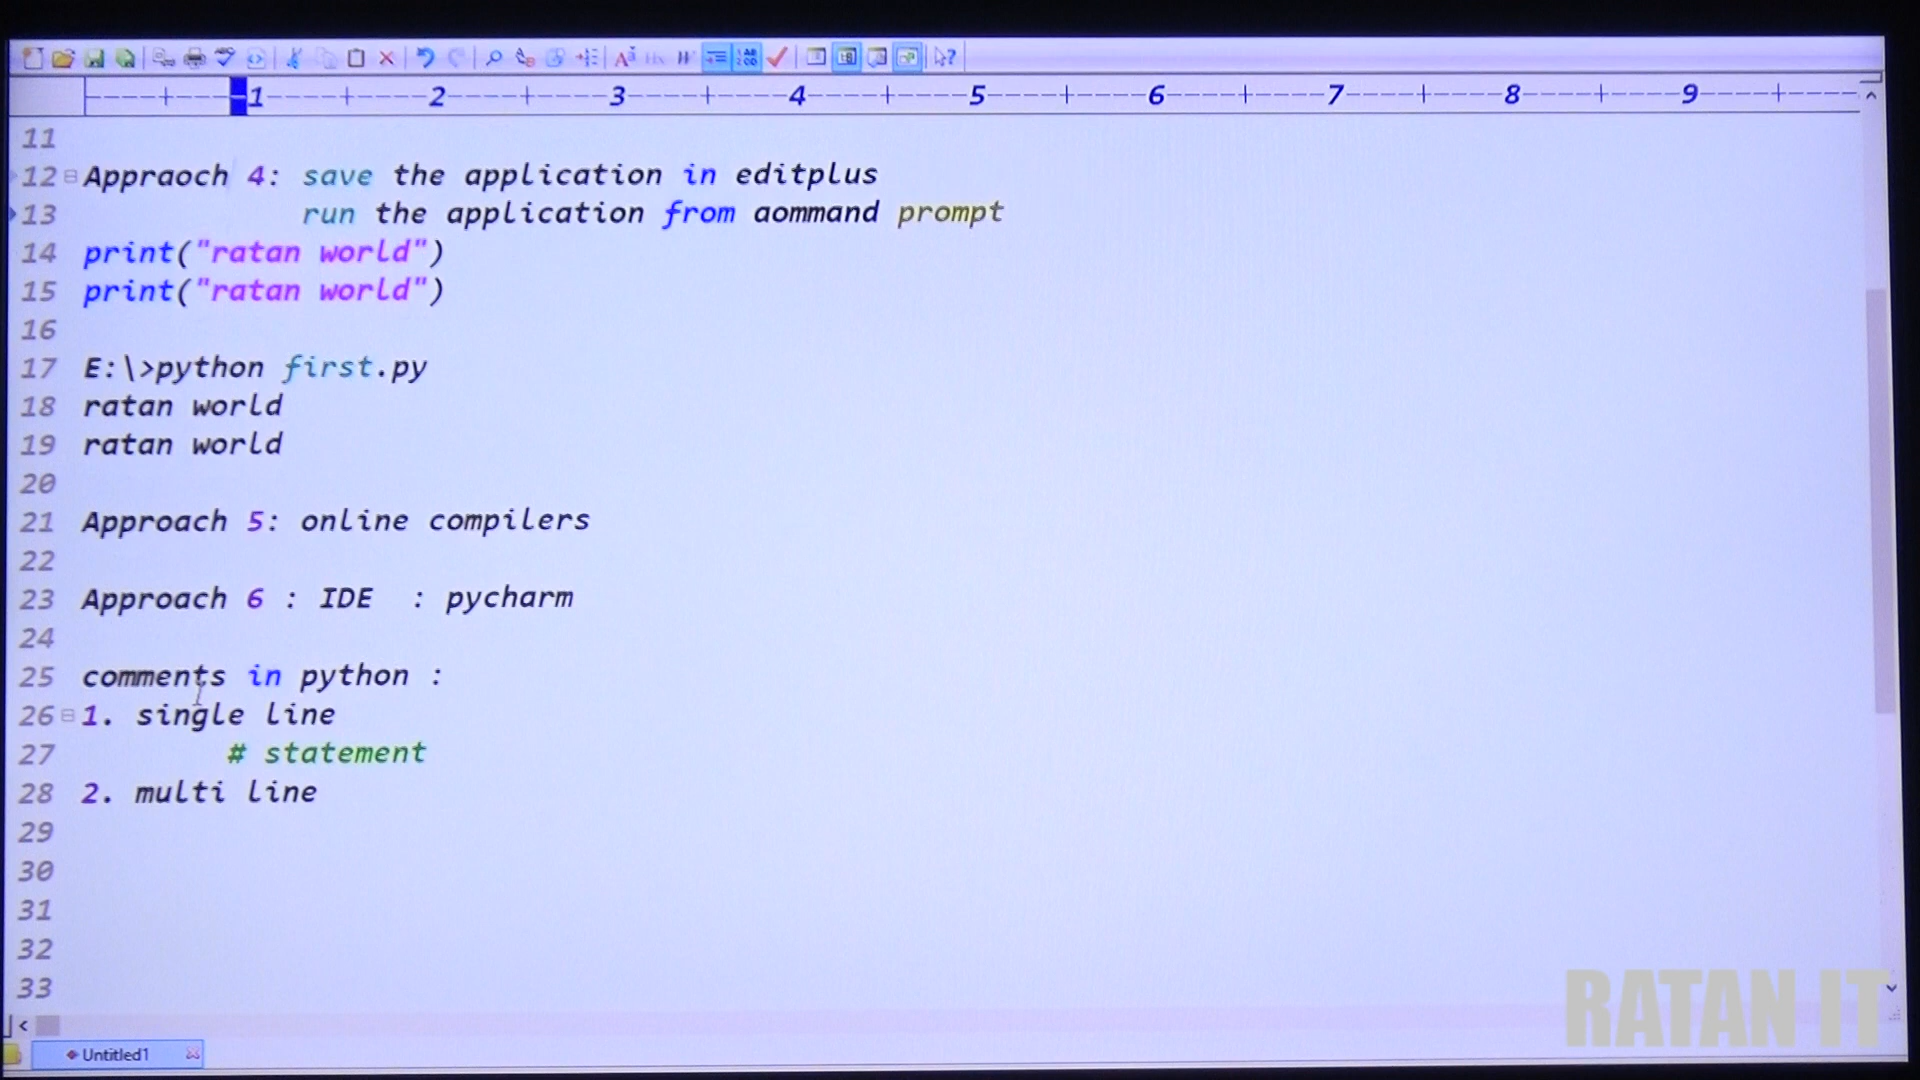 ----+----1----+----2----+----3----+----4----+----5----+----6----+----7----+----8----+----9----+----
11
12 Appraoch 4: save the application in editplus
13 run the application from aommand prompt
14 print("ratan world")
15 print("ratan world")
16
17 E:\>python first.py
18 ratan world
19 ratan world
20
21 Approach 5: online compilers
22
23 Approach 6 : IDE : pycharm
24
25 comments in python :
26 1. single line
27 # statement
28 2. multi line
29
30
31
32
33
RATAN IT
Untitled1